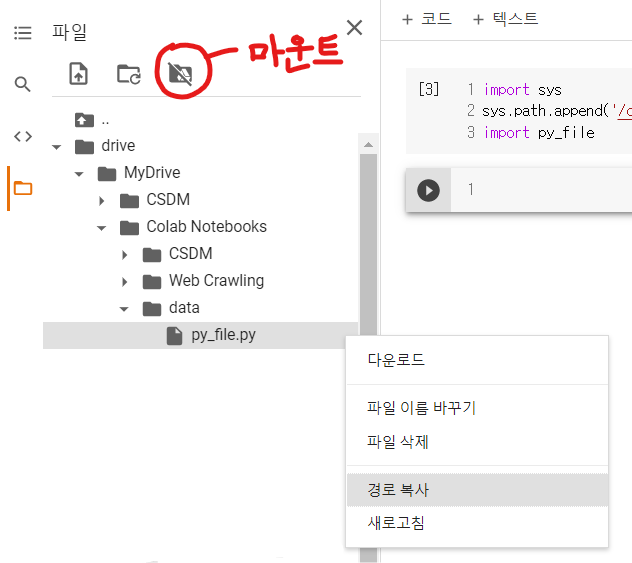 파일
마운트
..
drive
MyDrive
CSDM
Colab Notebooks
CSDM
Web Crawling
data
py_file.py
다운로드
파일 이름 바꾸기
파일 삭제
경로 복사
새로고침
+ 코드 + 텍스트
[3]
1 import sys
2 sys.path.append('/
3 import py_file
1